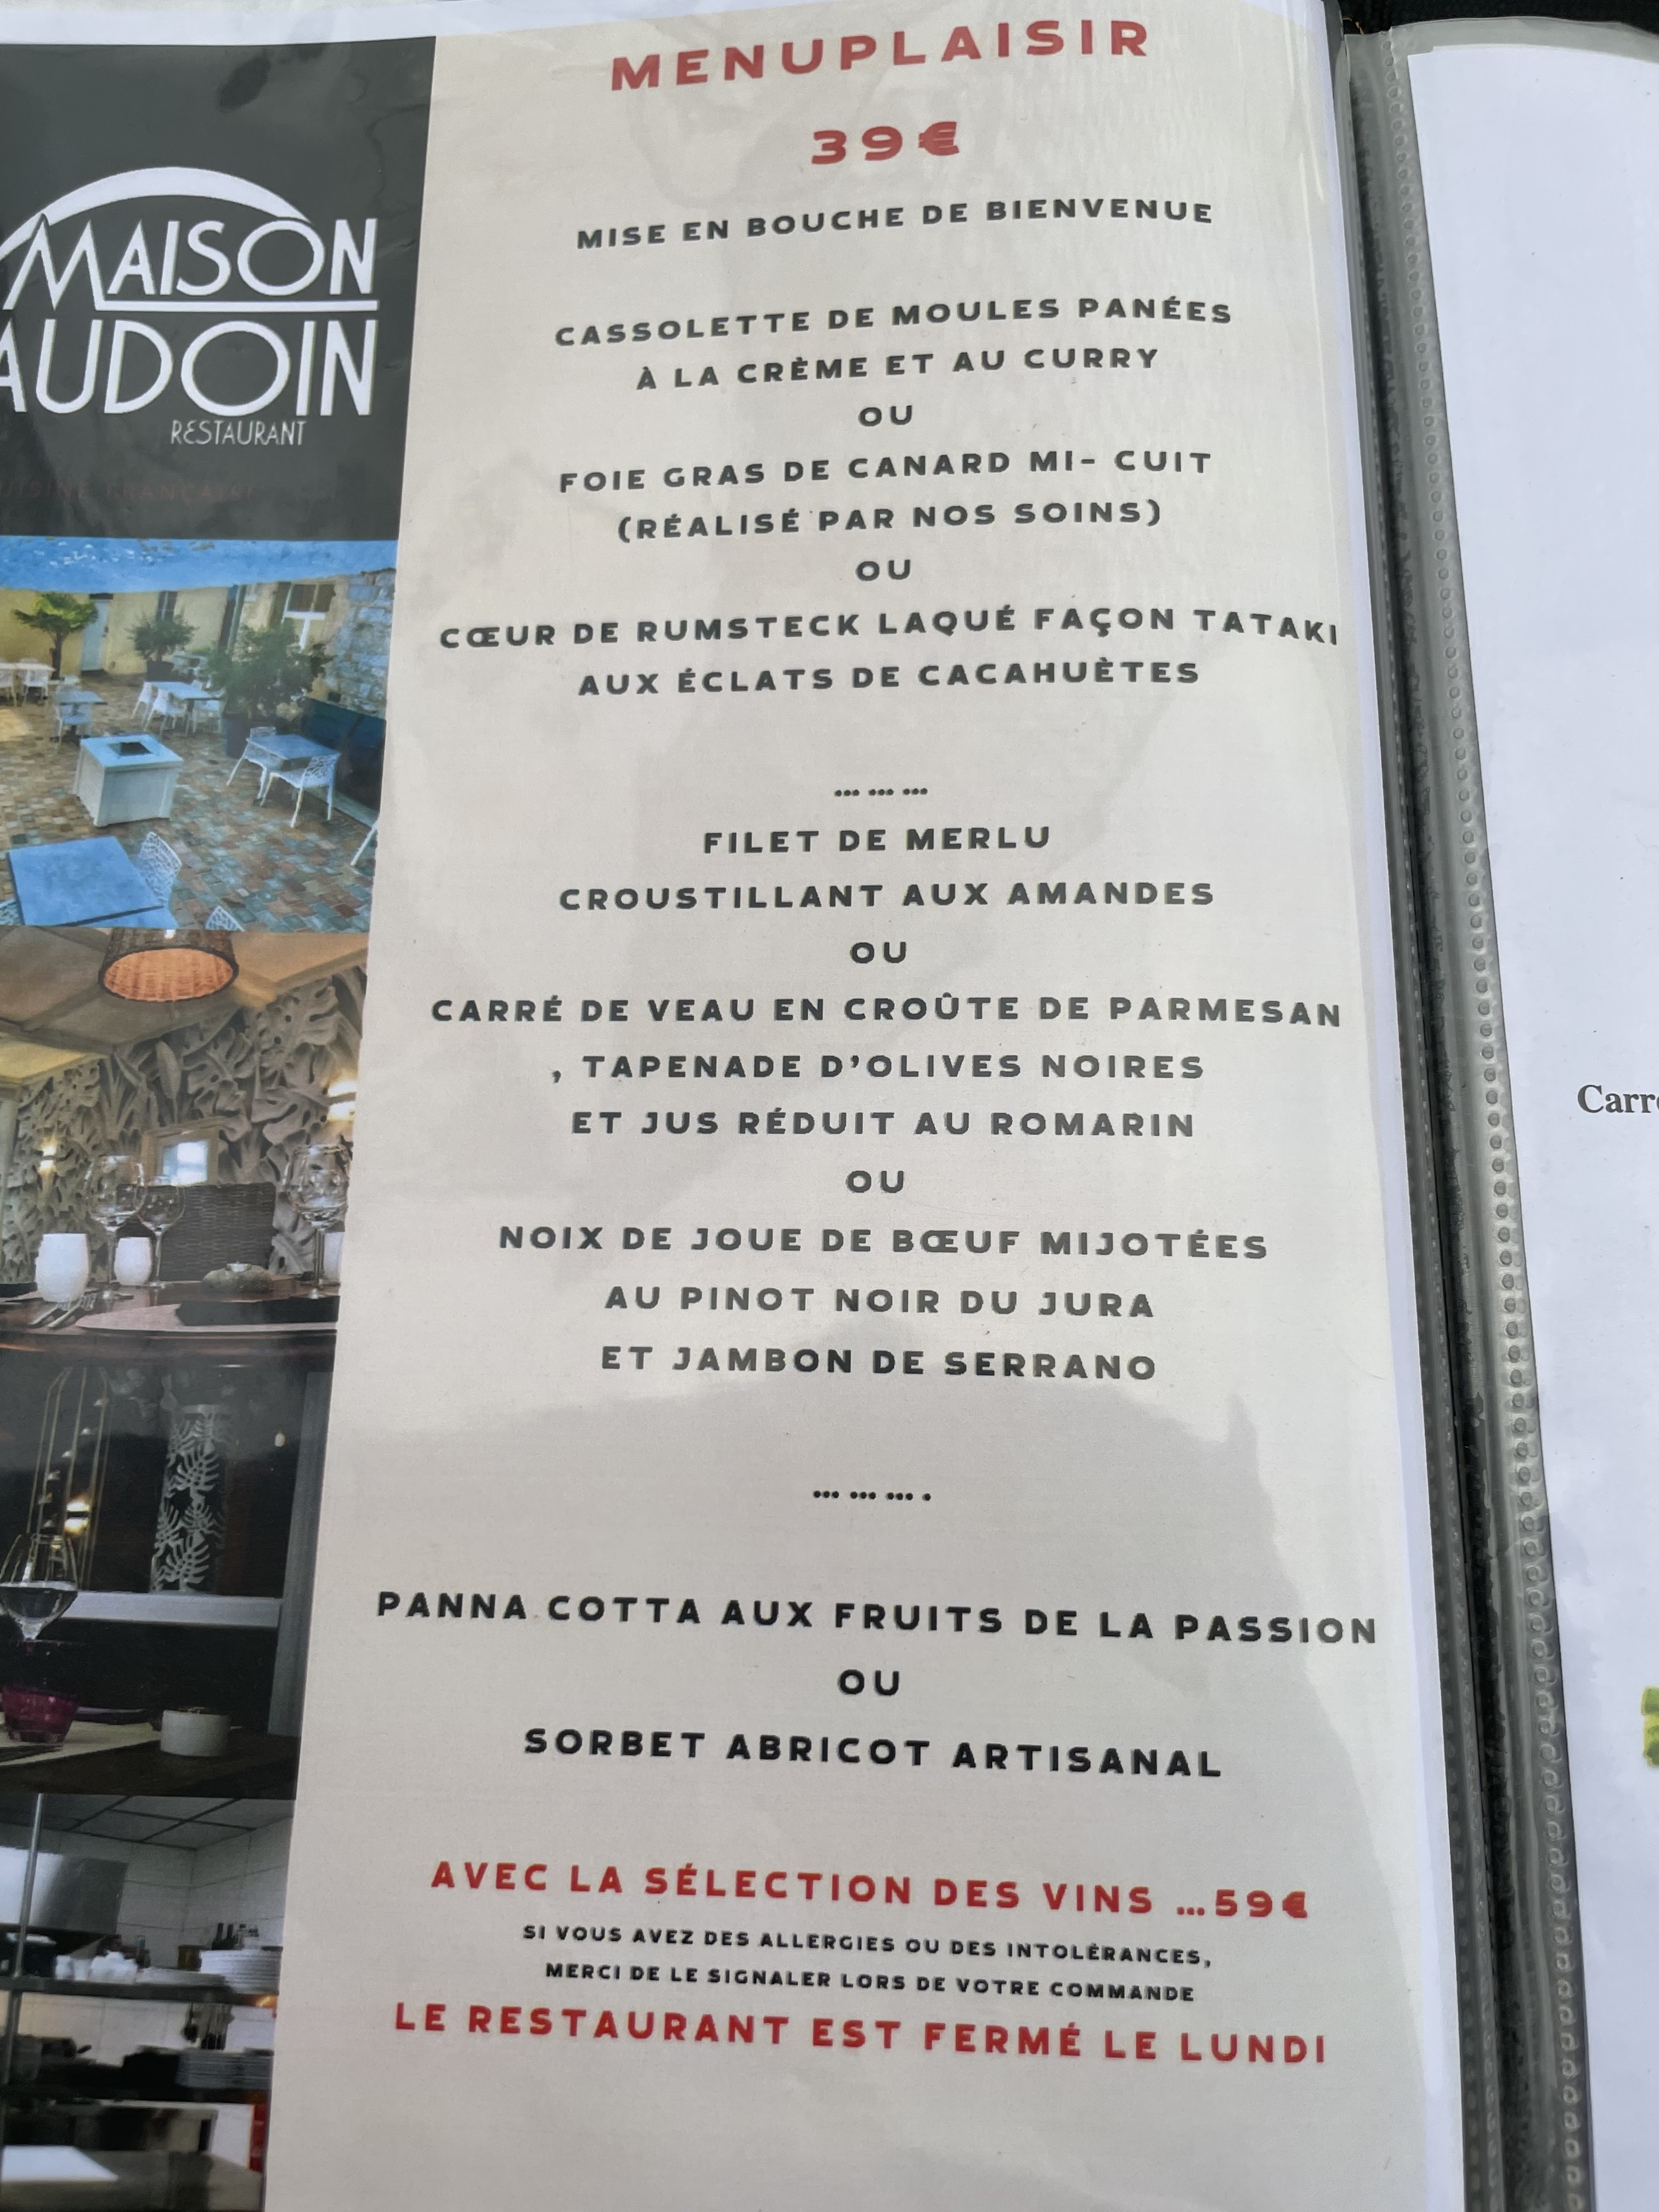 MAISON
AUDOIN
RESTAURANT
MENUPLAISIR
39€
MISE EN BOUCHE DE BIENVENUE
CASSOLETTE DE MOULES PANÉES
À LA CRÈME ET AU CURRY
OU
FOIE GRAS DE CANARD MI- CUIT
(RÉALISÉ PAR NOS SOINS)
OU
CŒUR DE RUMSTECK LAQUÉ FAÇON TATAKI
AUX ÉCLATS DE CACAHUÈTES
... ... ...
FILET DE MERLU
CROUSTILLANT AUX AMANDES
OU
CARRÉ DE VEAU EN CROÛTE DE PARMESAN
, TAPENADE D'OLIVES NOIRES
ET JUS RÉDUIT AU ROMARIN
OU
NOIX DE JOUE DE BŒUF MIJOTÉES
AU PINOT NOIR DU JURA
ET JAMBON DE SERRANO
... ... ... .
PANNA COTTA AUX FRUITS DE LA PASSION
OU
SORBET ABRICOT ARTISANAL
AVEC LA SÉLECTION DES VINS ...59€
SI VOUS AVEZ DES ALLERGIES OU DES INTOLÉRANCES,
MERCI DE LE SIGNALER LORS DE VOTRE COMMANDE
LE RESTAURANT EST FERMÉ LE LUNDI